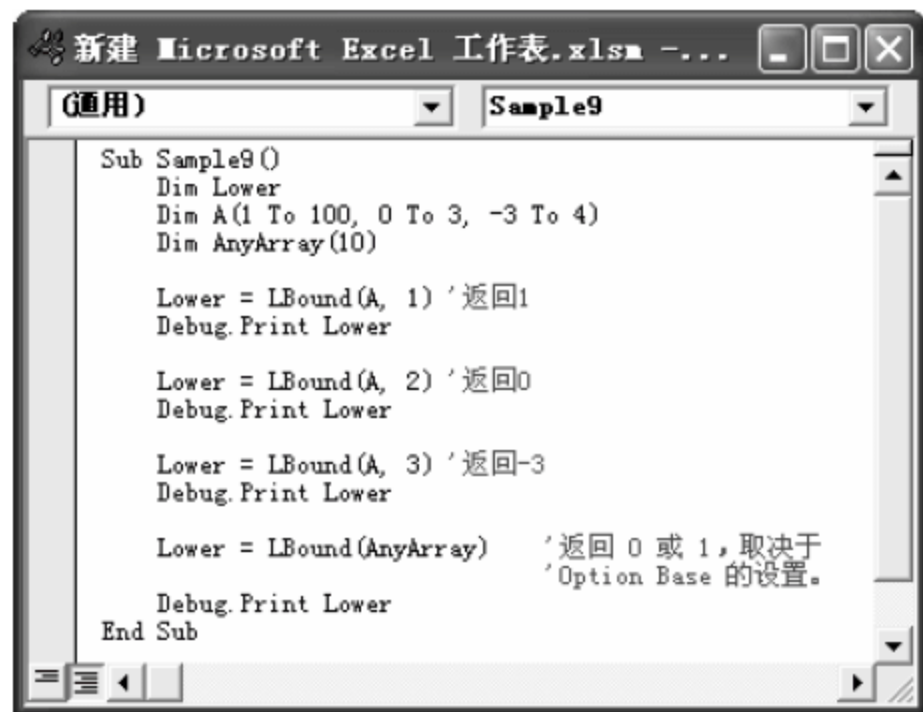 新建 Microsoft Excel 工作表.xlsm -...
(通用) Sample9
Sub Sample9()
    Dim Lower
    Dim A(1 To 100, 0 To 3, -3 To 4)
    Dim AnyArray(10)
    Lower = LBound(A, 1) '返回1
    Debug.Print Lower
    Lower = LBound(A, 2) '返回0
    Debug.Print Lower
    Lower = LBound(A, 3) '返回-3
    Debug.Print Lower
    Lower = LBound(AnyArray)    '返回 0 或 1，取决于
                                'Option Base 的设置。
    Debug.Print Lower
End Sub